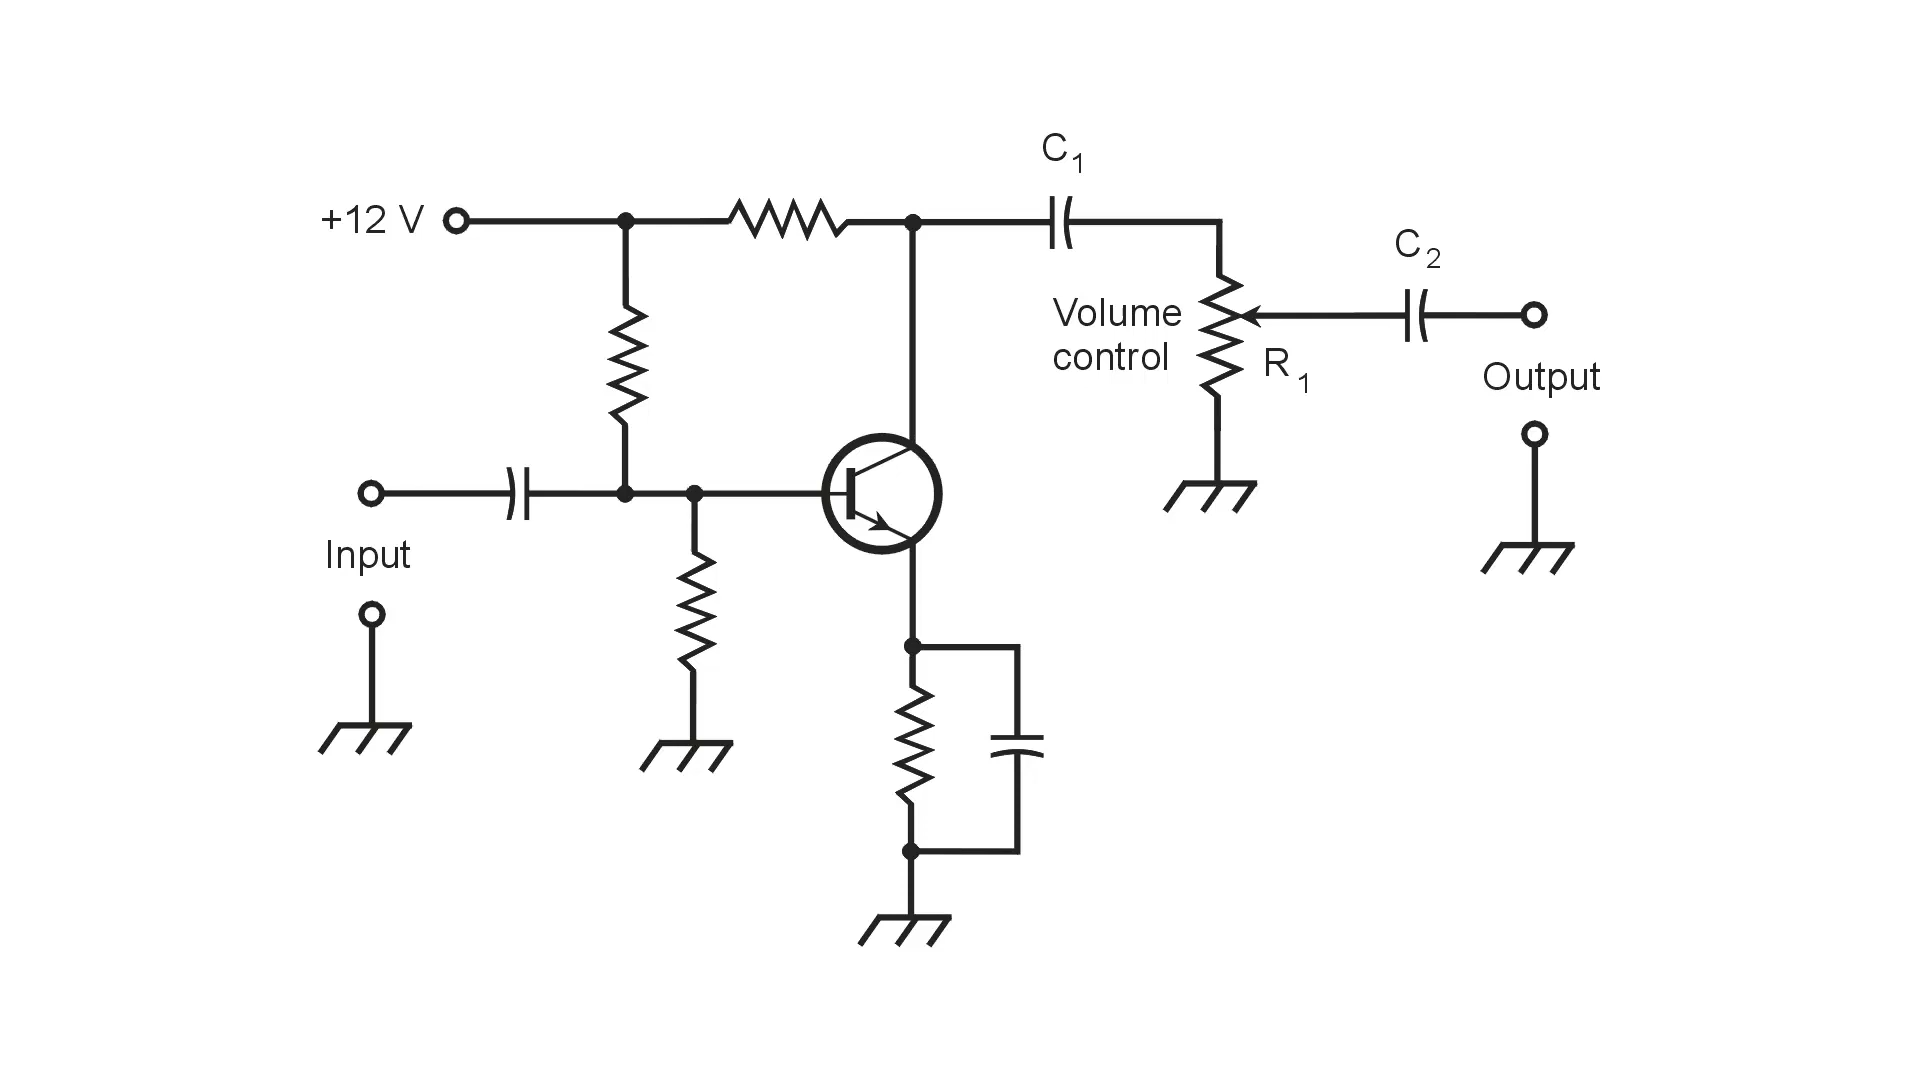 C₁
+12 V
C₂
Volume
control
R₁
Output
Input